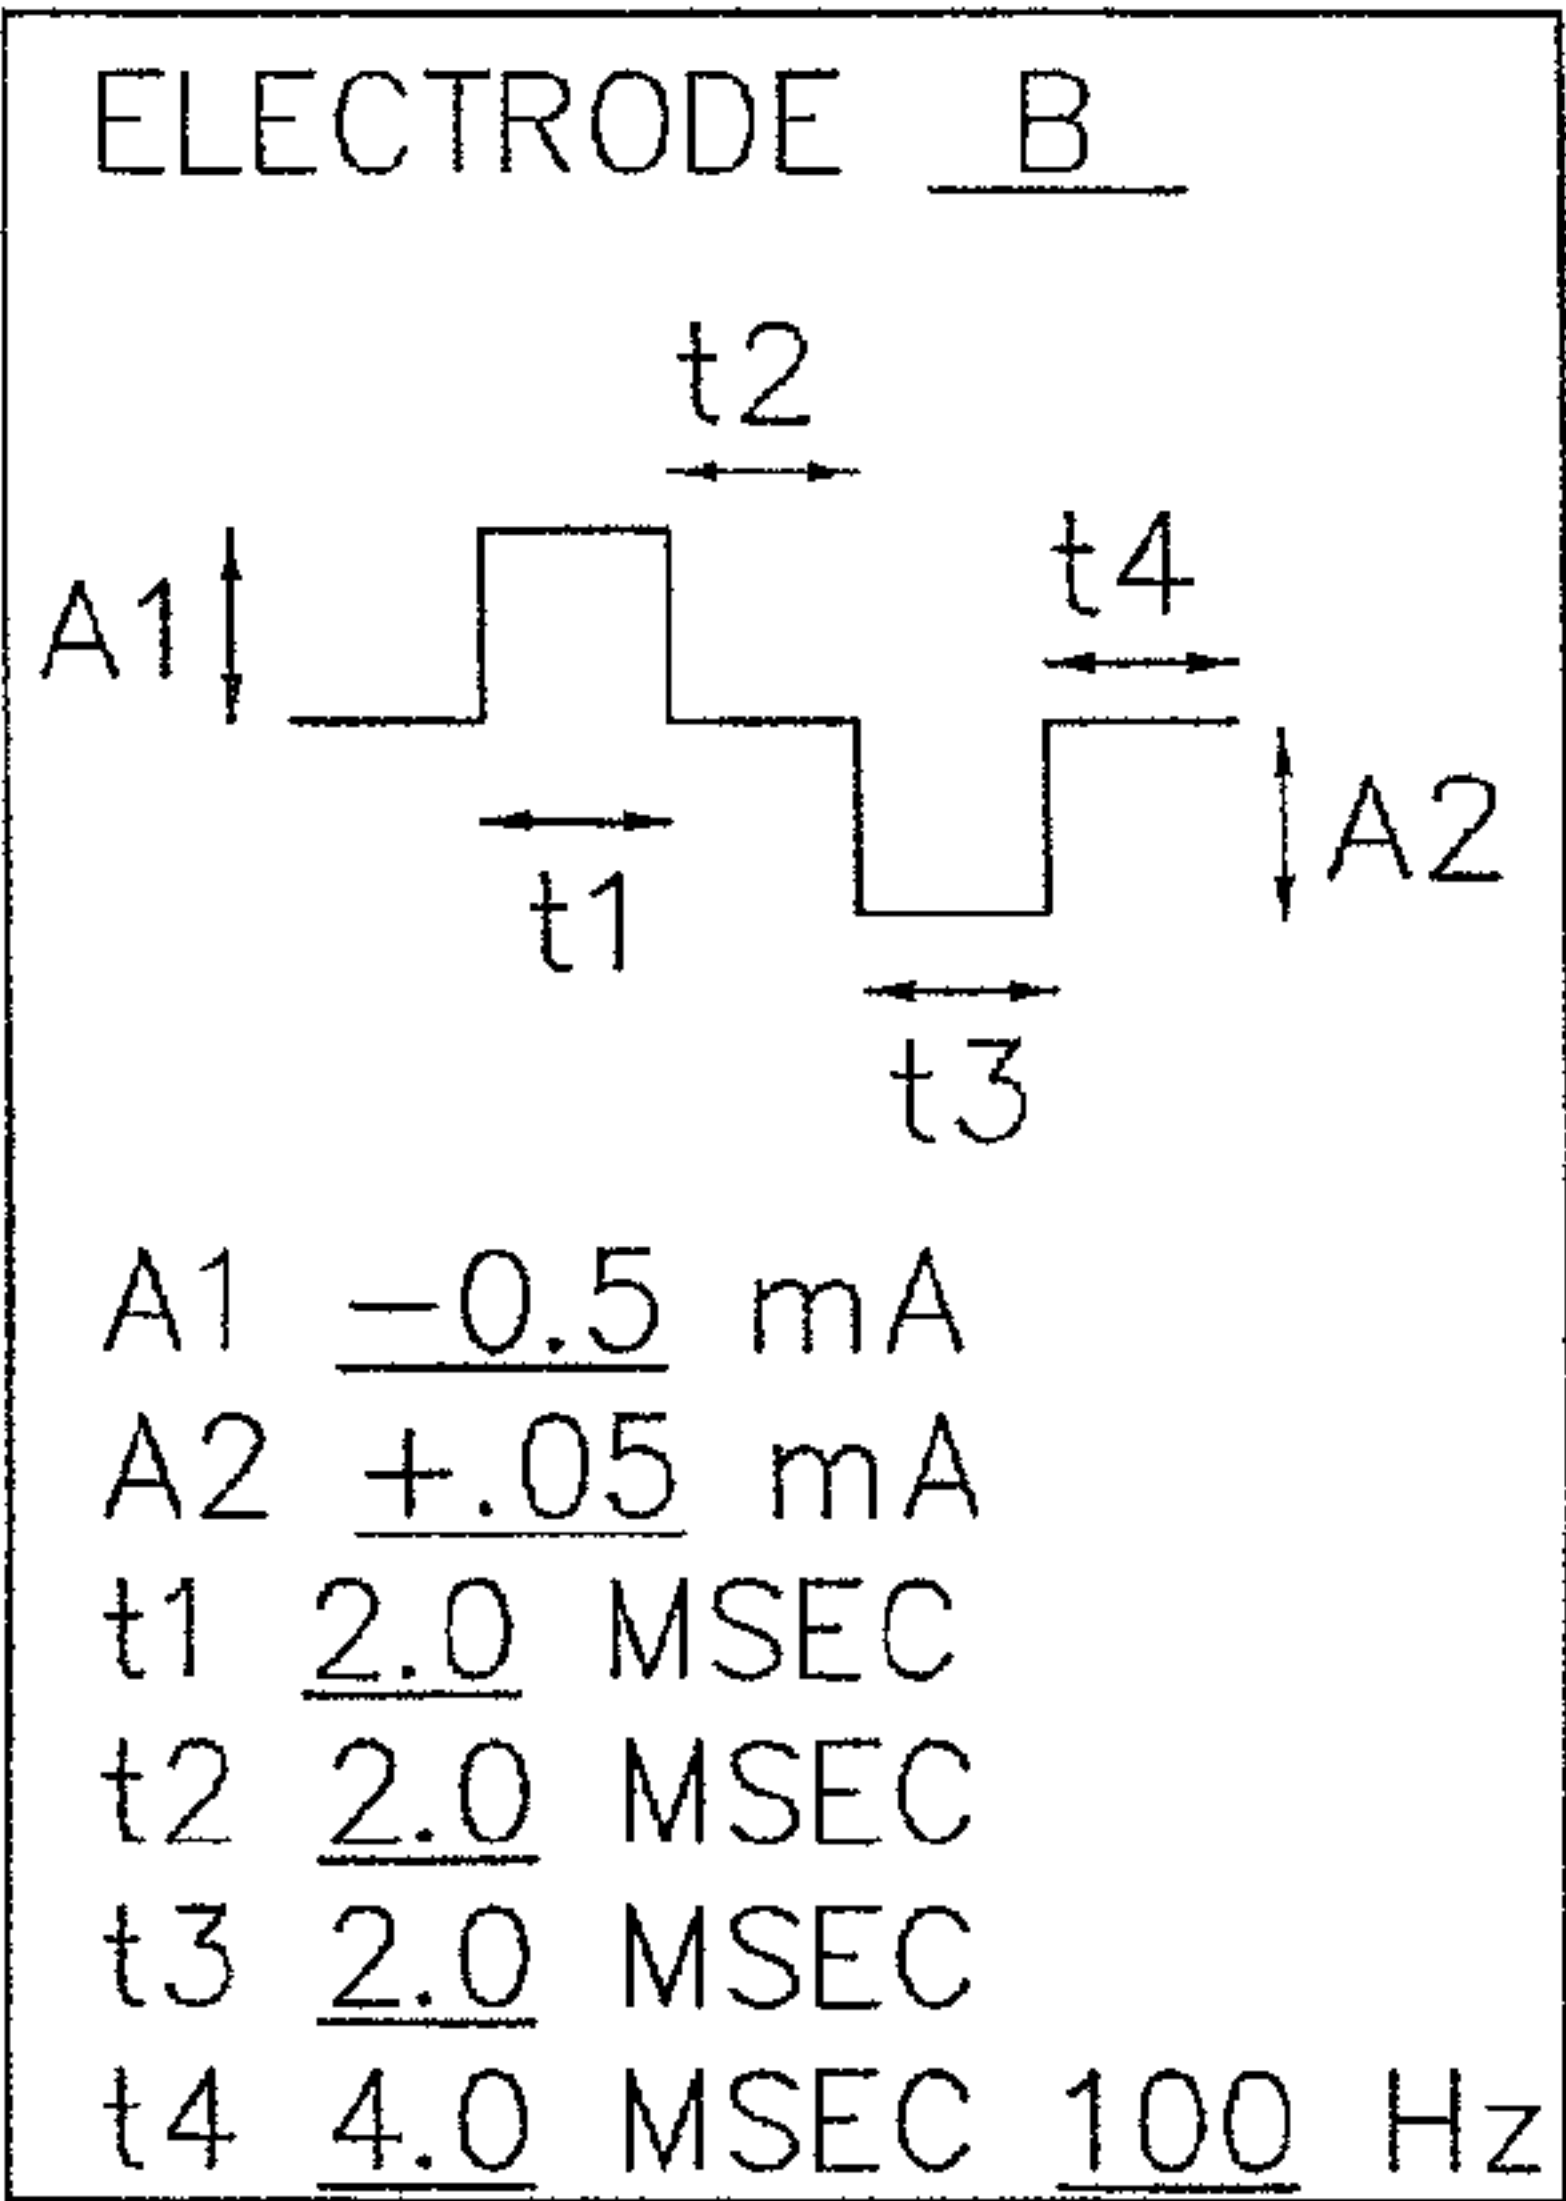 ELECTRODE B
t2
t4
A1
A2
t1
t3
A1 -0.5 mA
A2 +.05 mA
t1 2.0 MSEC
t2 2.0 MSEC
t3 2.0 MSEC
t4 4.0 MSEC 100 Hz